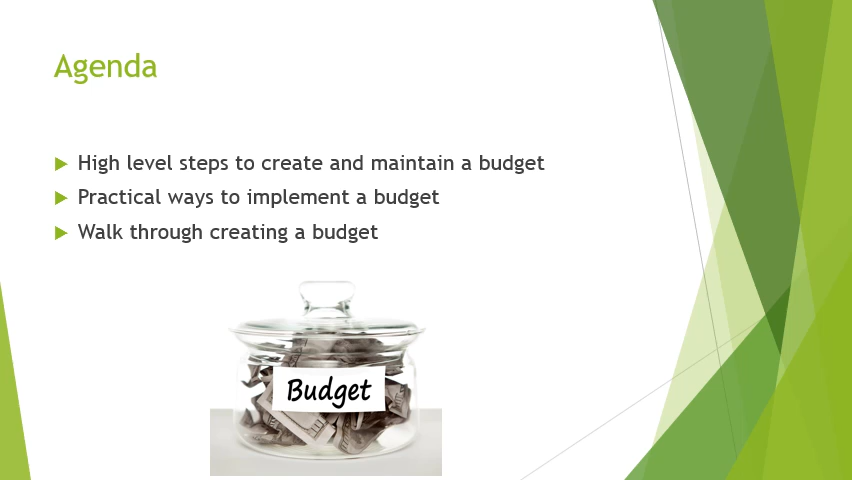 Agenda
High level steps to create and maintain a budget
Practical ways to implement a budget
Walk through creating a budget
Budget